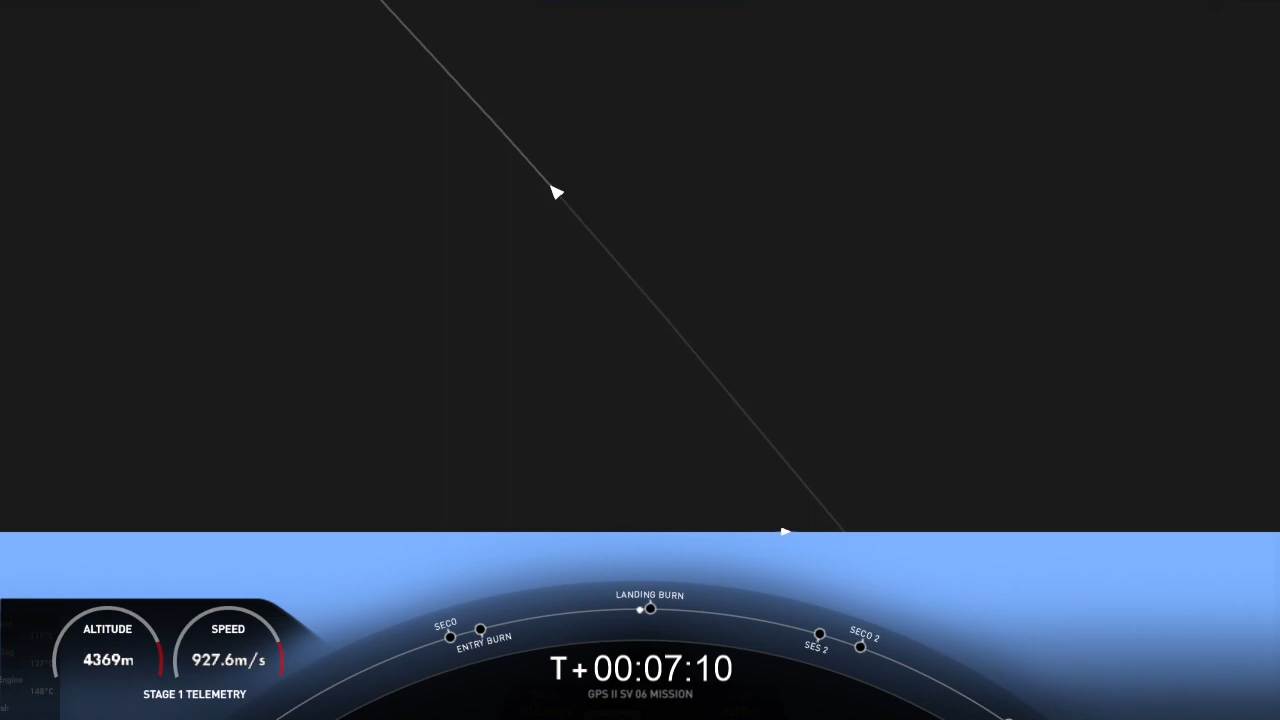 LANDING BURN
SECO
ENTRY BURN
SECO 2
SES 2
ALTITUDE
4369m
SPEED
927.6m/s
STAGE 1 TELEMETRY
T+00:07:10
GPS II SV 06 MISSION
148°C